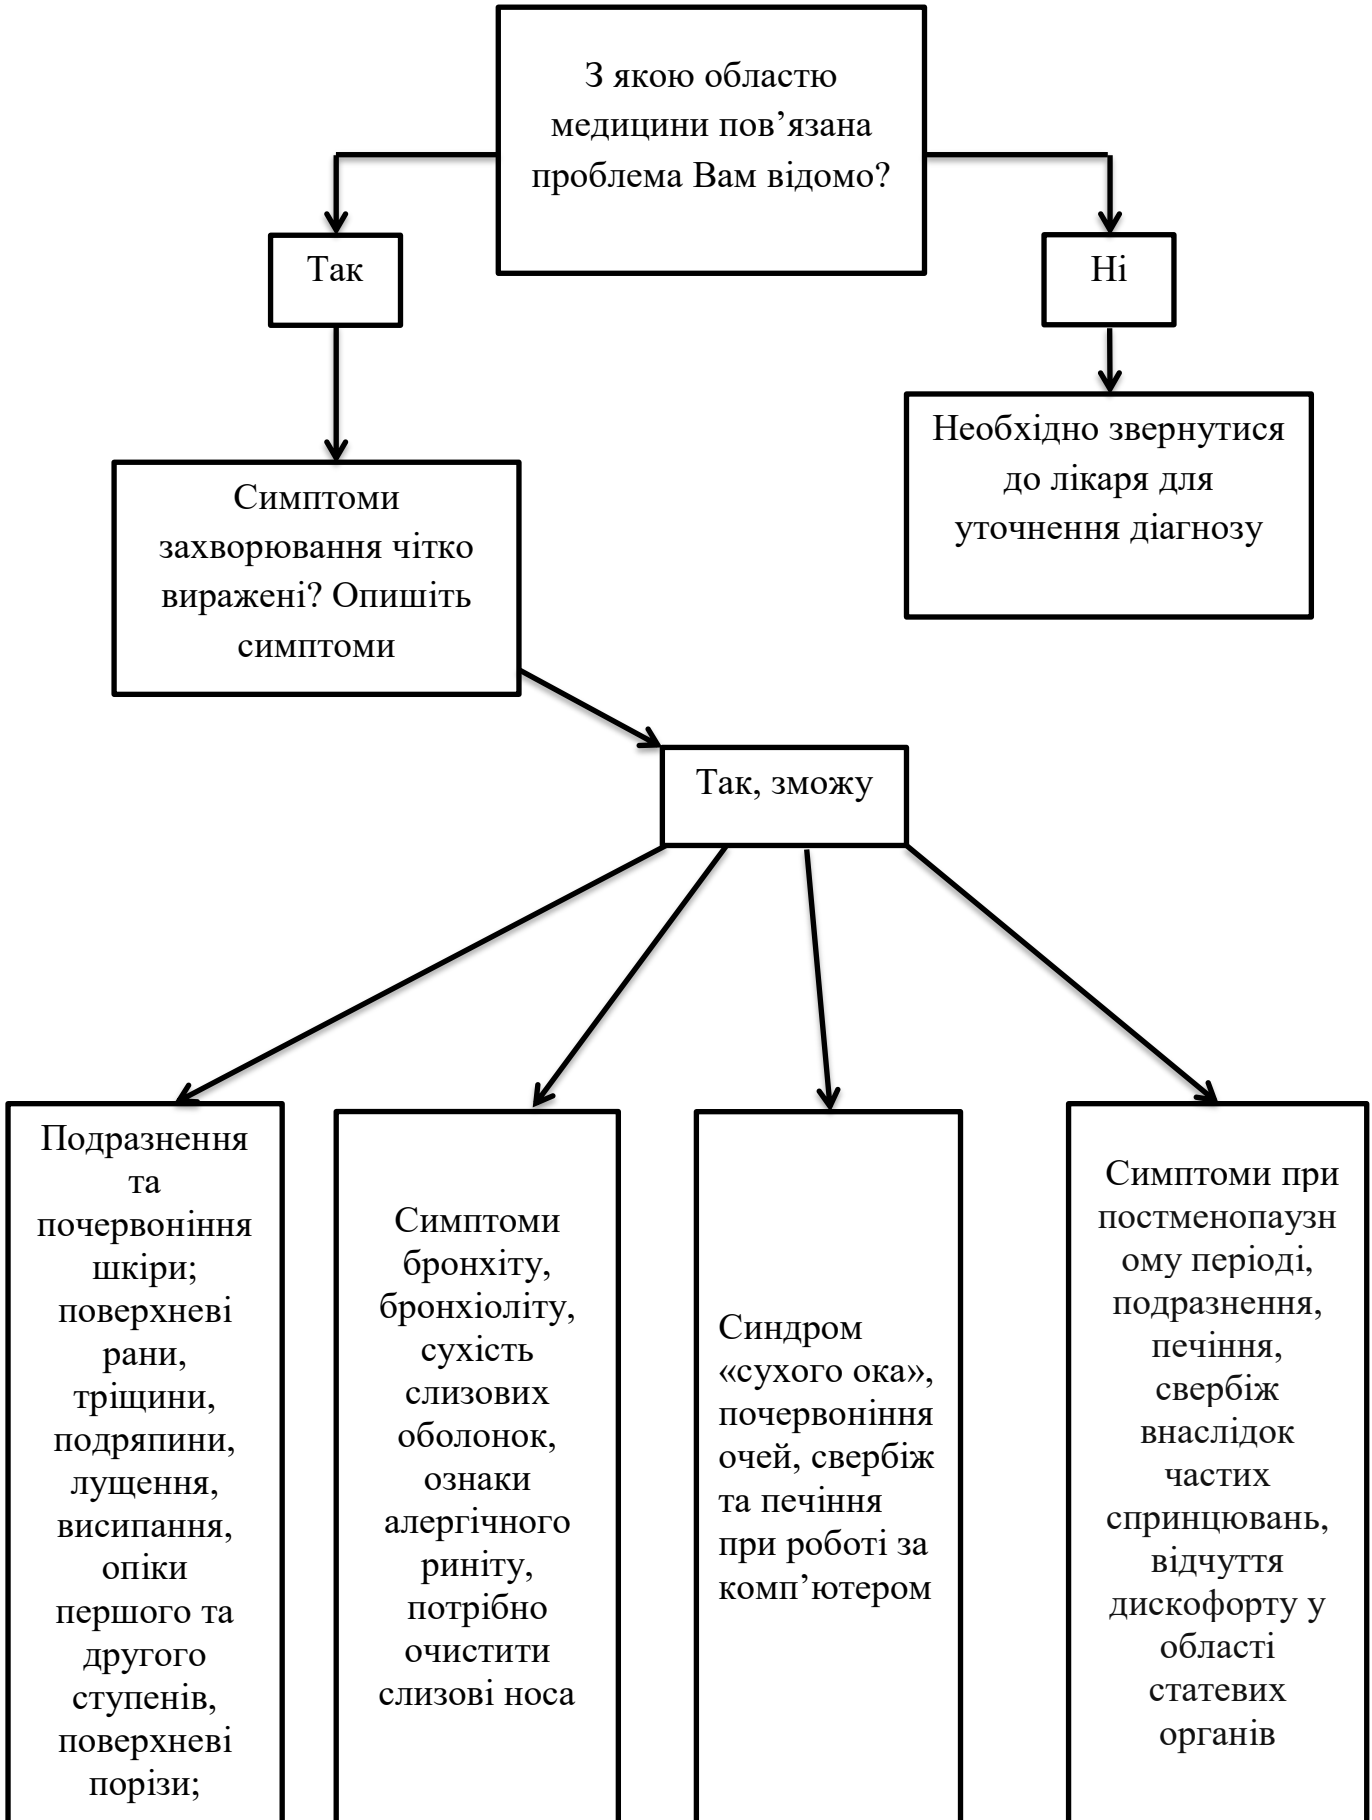 З якою областю
медицини пов’язана
проблема Вам відомо?
Так
Ні
Необхідно звернутися
до лікаря для
уточнення діагнозу
Симптоми
захворювання чітко
виражені? Опишіть
симптоми
Так, зможу
Подразнення
та
почервоніння
шкіри;
поверхневі
рани,
тріщини,
подряпини,
лущення,
висипання,
опіки
першого та
другого
ступенів,
поверхневі
порізи;
Симптоми
бронхіту,
бронхіоліту,
сухість
слизових
оболонок,
ознаки
алергічного
риніту,
потрібно
очистити
слизові носа
Синдром
«сухого ока»,
почервоніння
очей, свербіж
та печіння
при роботі за
комп’ютером
Симптоми при
постменопаузн
ому періоді,
подразнення,
печіння,
свербіж
внаслідок
частих
спринцювань,
відчуття
дискофорту у
області
статевих
органів